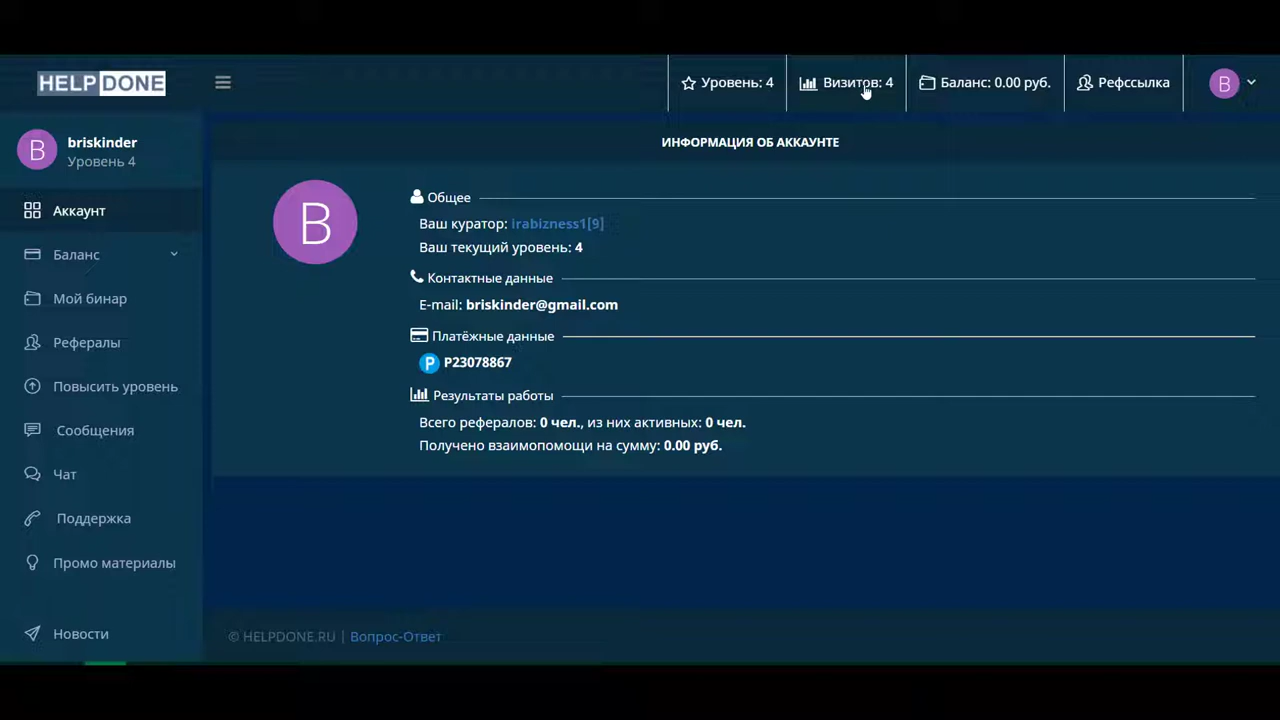 HELPDONE
Уровень: 4
Визитов: 4
Баланс: 0.00 руб.
Рефссылка
B
B
briskinder
Уровень 4
Аккаунт
Баланс
Мой бинар
Рефералы
Повысить уровень
Сообщения
Чат
Поддержка
Промо материалы
Новости
ИНФОРМАЦИЯ ОБ АККАУНТЕ
B
Общее
Ваш куратор: irabizness1[9]
Ваш текущий уровень: 4
Контактные данные
E-mail: briskinder@gmail.com
Платёжные данные
P P23078867
Результаты работы
Всего рефералов: 0 чел., из них активных: 0 чел.
Получено взаимопомощи на сумму: 0.00 руб.
© HELPDONE.RU | Вопрос-Ответ